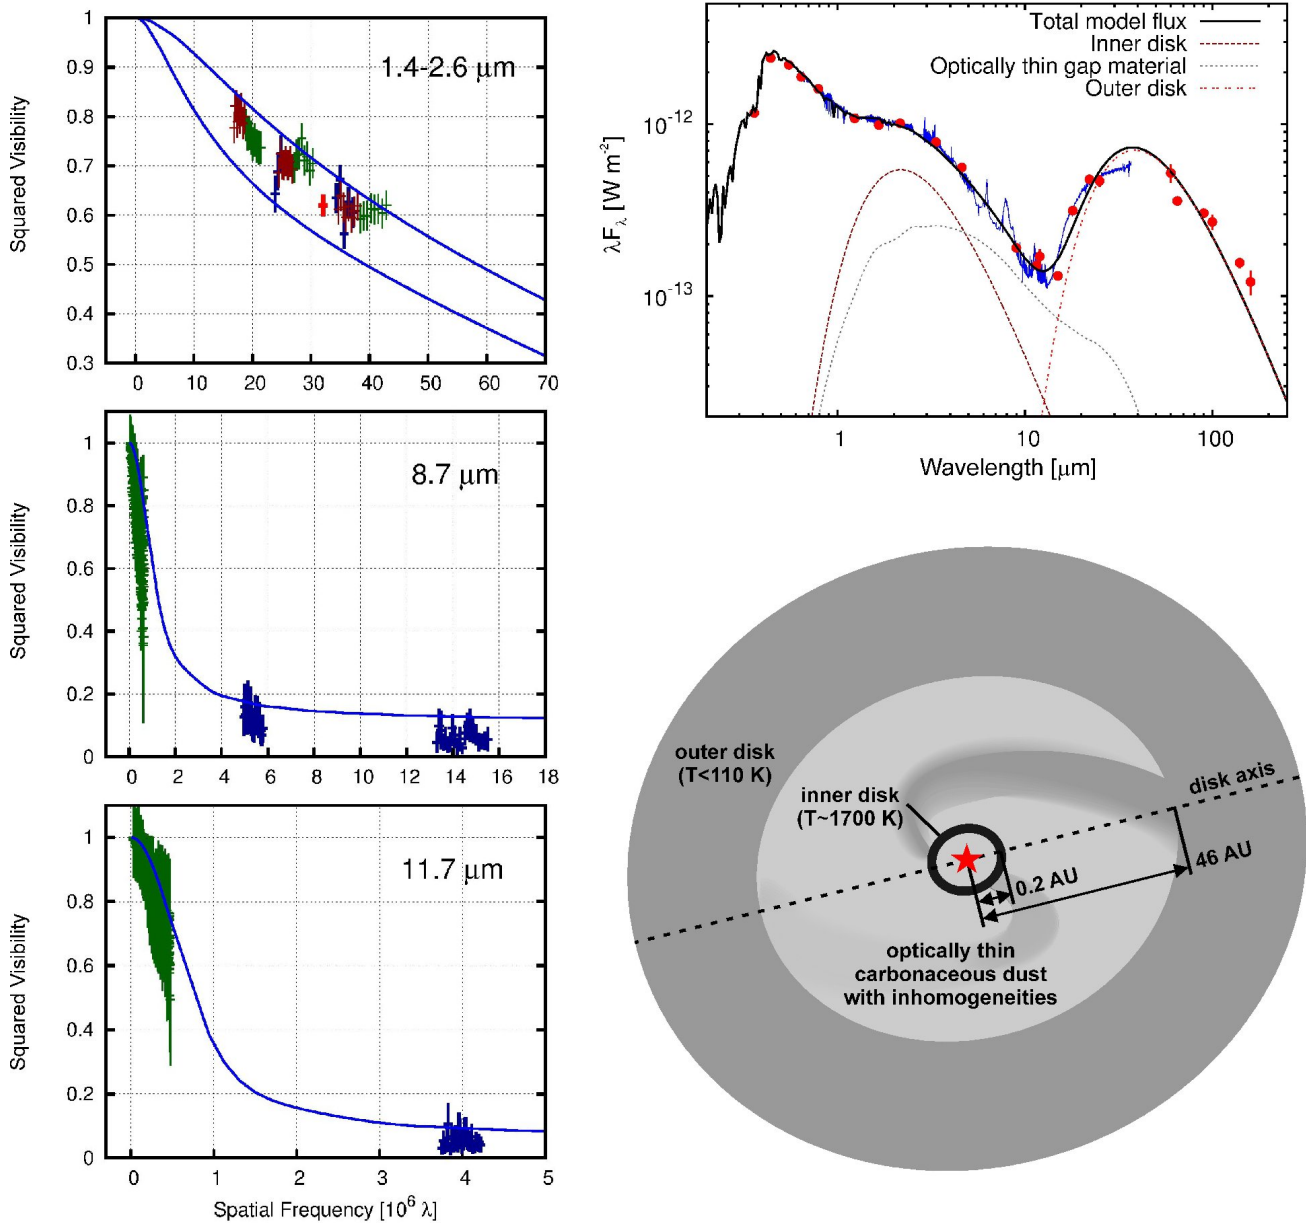 1.4-2.6 μm
Squared Visibility
1
0.9
0.8
0.7
0.6
0.5
0.4
0.3
0 10 20 30 40 50 60 70
8.7 μm
Squared Visibility
1
0.8
0.6
0.4
0.2
0
0 2 4 6 8 10 12 14 16 18
11.7 μm
Squared Visibility
1
0.8
0.6
0.4
0.2
0
0 1 2 3 4 5
Spatial Frequency [10⁶ λ]
Total model flux
Inner disk
Optically thin gap material
Outer disk
λF_λ [W m⁻²]
10⁻¹²
10⁻¹³
1 10 100
Wavelength [μm]
outer disk
(T<110 K)
inner disk
(T~1700 K)
disk axis
46 AU
0.2 AU
optically thin
carbonaceous dust
with inhomogeneities